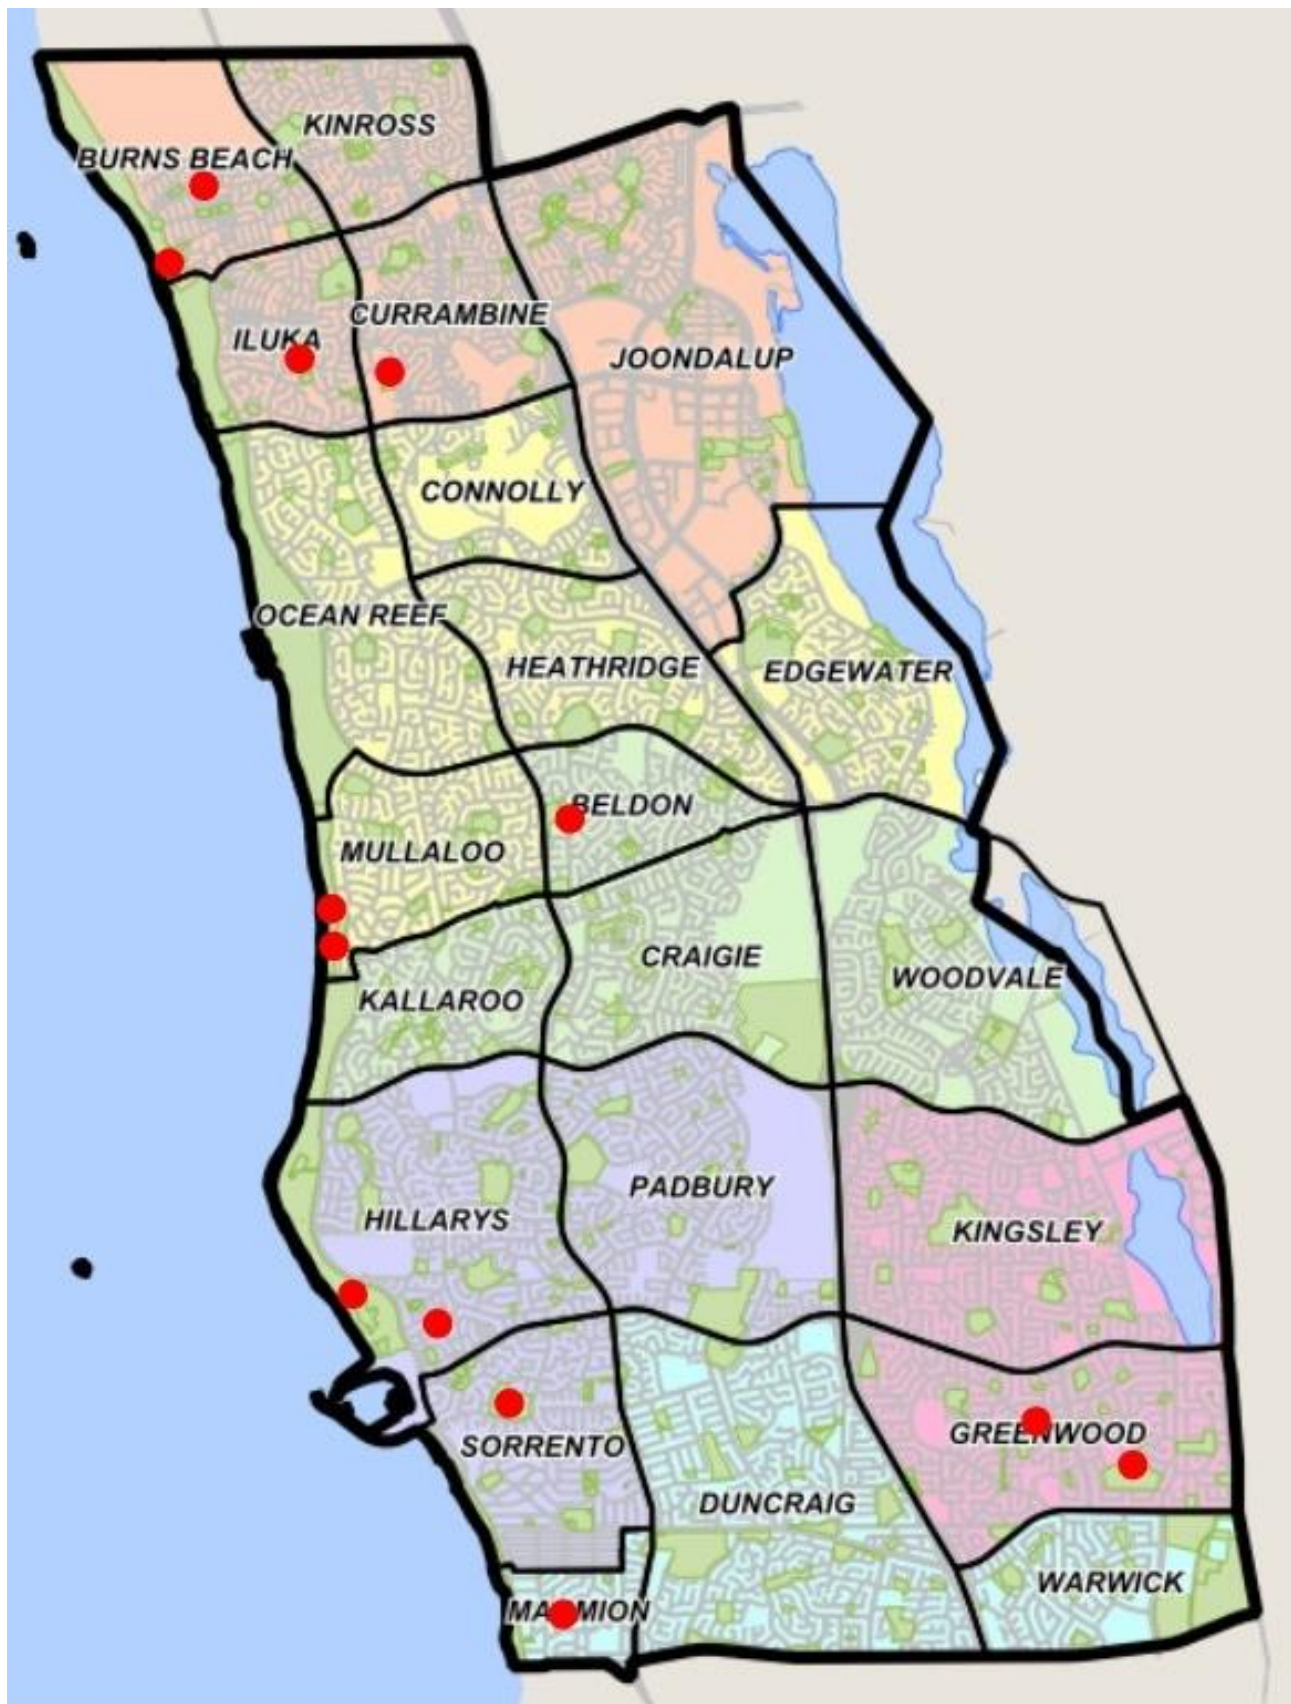 KINROSS
BURNS BEACH
CURRAMBINE
ILUKA
JOONDALUP
CONNOLLY
OCEAN REEF
HEATHRIDGE
EDGEWATER
BELDON
MULLALOO
CRAIGIE
WOODVALE
KALLAROO
PADBURY
HILLARYS
KINGSLEY
GREENWOOD
SORRENTO
DUNCRAIG
WARWICK
MARMION